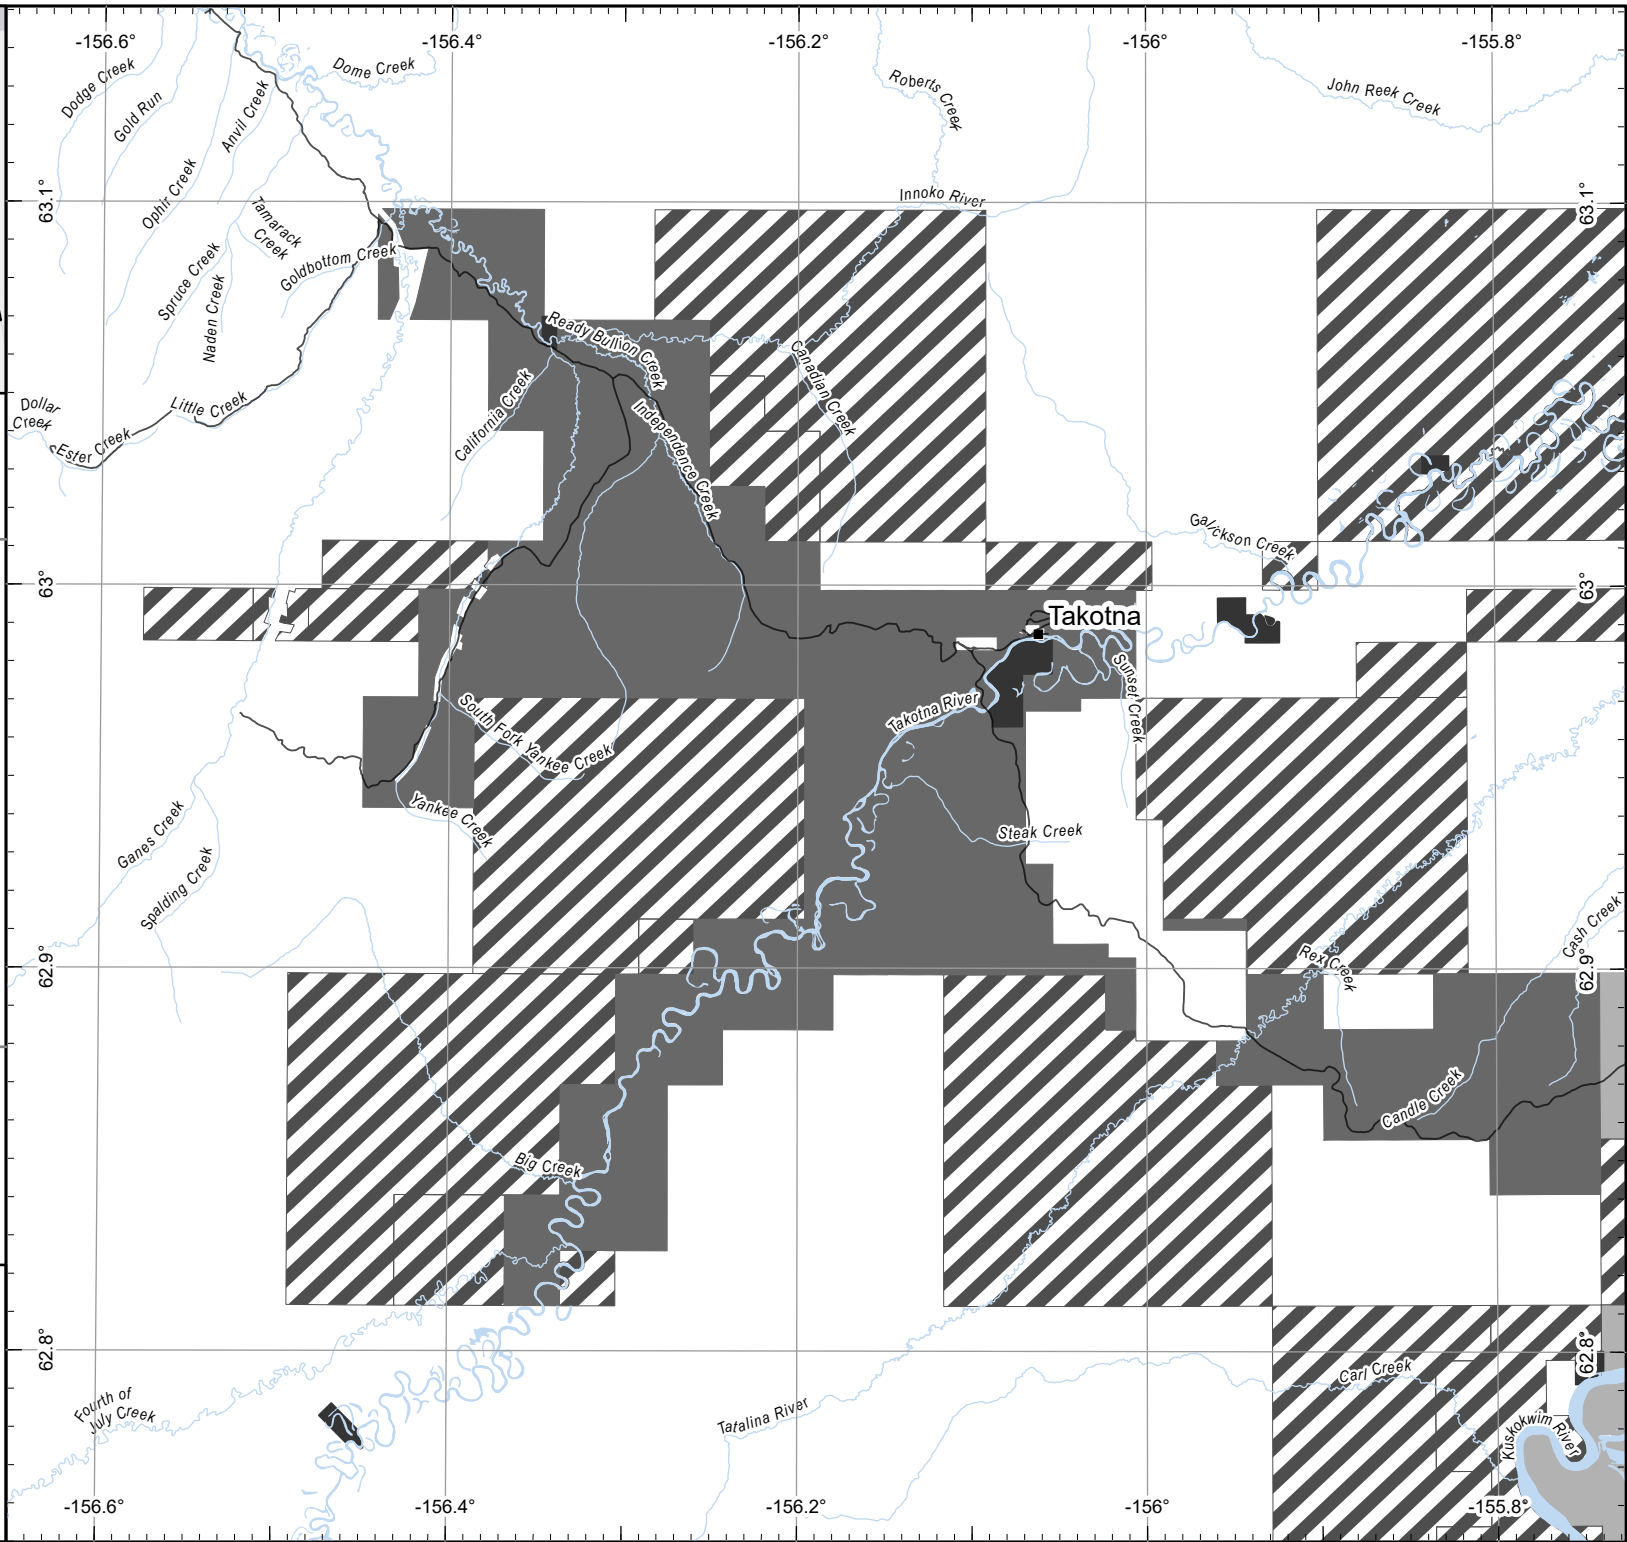 -156.6°
-156.4°
-156.2°
-156°
-155.8°
Dodge Creek
Gold Run
Anvil Creek
Dome Creek
Roberts Creek
John Reek Creek
63.1°
63.1°
Ophir Creek
Tamarack
Creek
Innoko River
Spruce Creek
Naden Creek
Goldbottom Creek
Ready Bullion Creek
Canadian Creek
Dollar
Creek
Little Creek
Ester Creek
California Creek
Independence Creek
Galckson Creek
63°
63°
Takotna
Sunset Creek
Takotna River
South Fork Yankee Creek
Yankee Creek
Ganes Creek
Steak Creek
Spalding Creek
Cash Creek
62.9°
Rex Creek
62.9°
Candle Creek
Big Creek
62.8°
62.8°
Carl Creek
Fourth of
July Creek
Tatalina River
Kuskokwim River
-156.6°
-156.4°
-156.2°
-156°
-155.8°